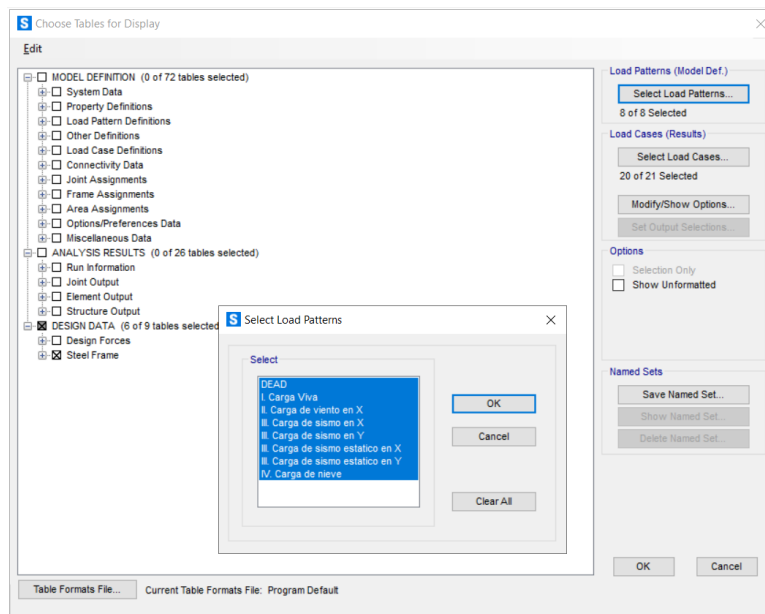 S Choose Tables for Display
Edit
MODEL DEFINITION (0 of 72 tables selected)
System Data
Property Definitions
Load Pattern Definitions
Other Definitions
Load Case Definitions
Connectivity Data
Joint Assignments
Frame Assignments
Area Assignments
Options/Preferences Data
Miscellaneous Data
ANALYSIS RESULTS (0 of 26 tables selected)
Run Information
Joint Output
Element Output
Structure Output
DESIGN DATA (6 of 9 tables selected
Design Forces
Steel Frame
Load Patterns (Model Def.)
Select Load Patterns...
8 of 8 Selected
Load Cases (Results)
Select Load Cases...
20 of 21 Selected
Modify/Show Options...
Set Output Selections...
Options
Selection Only
Show Unformatted
Named Sets
Save Named Set...
Show Named Set...
Delete Named Set...
OK
Cancel
S Select Load Patterns
Select
DEAD
I. Carga Viva
II. Carga de viento en X
III. Carga de sismo en X
III. Carga de sismo en Y
III. Carga de sismo estatico en X
III. Carga de sismo estatico en Y
IV. Carga de nieve
OK
Cancel
Clear All
Table Formats File...
Current Table Formats File: Program Default